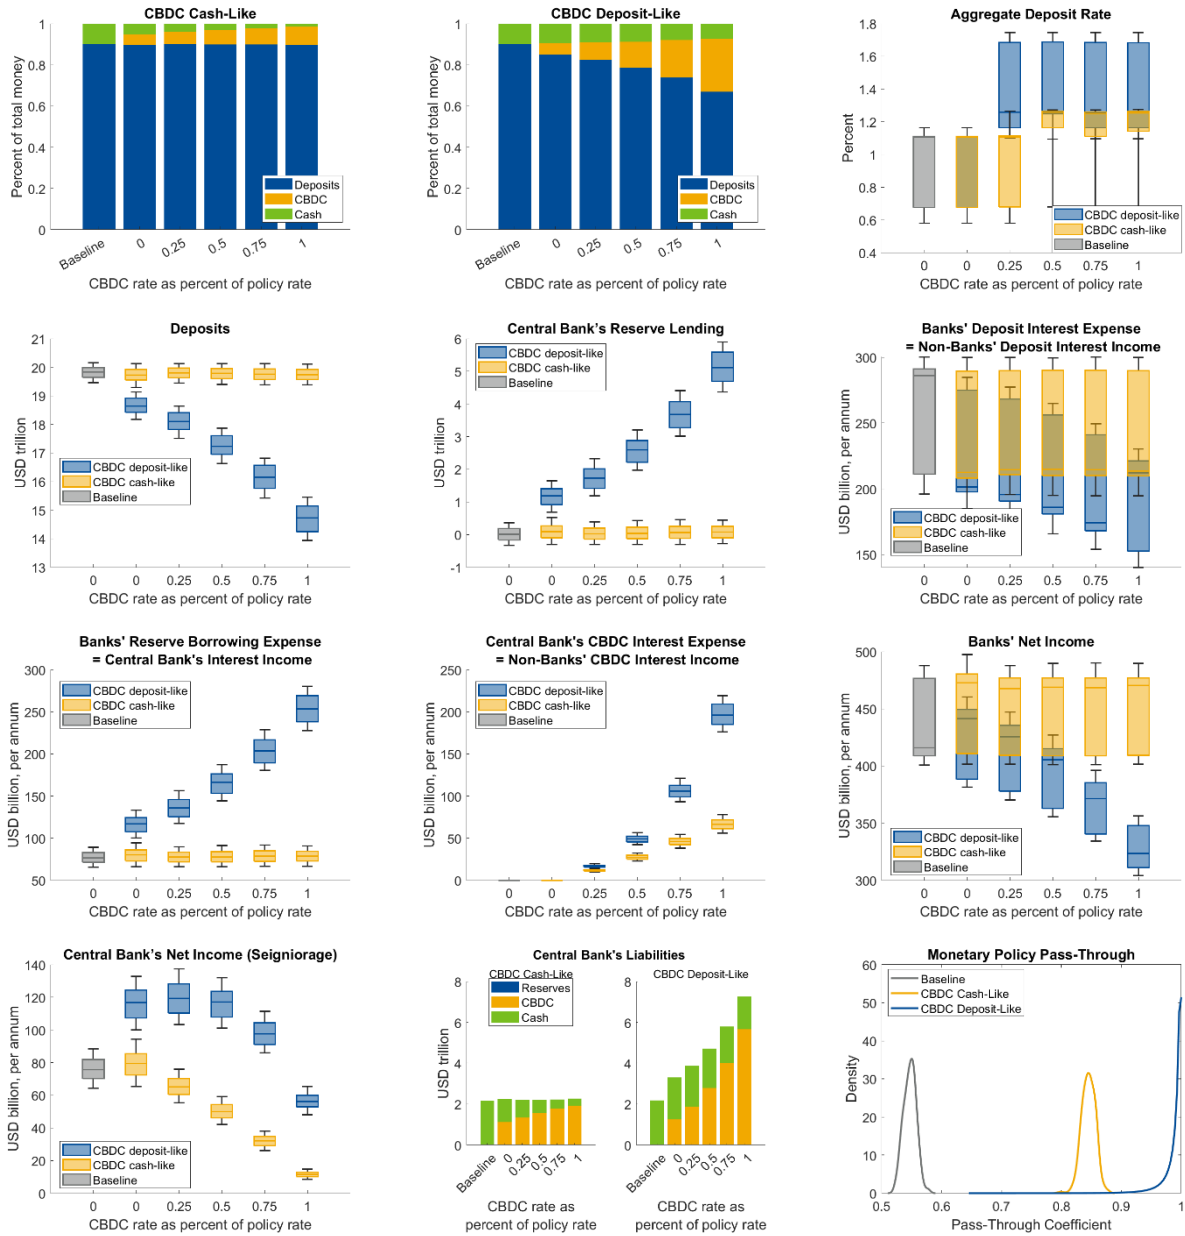 CBDC Cash-Like
Percent of total money
1
0.8
0.6
0.4
0.2
0
Deposits
CBDC
Cash
Baseline 0 0.25 0.5 0.75 1
CBDC rate as percent of policy rate
CBDC Deposit-Like
Percent of total money
1
0.8
0.6
0.4
0.2
0
Deposits
CBDC
Cash
Baseline 0 0.25 0.5 0.75 1
CBDC rate as percent of policy rate
Aggregate Deposit Rate
Percent
1.8
1.6
1.4
1.2
1
0.8
0.6
0.4
CBDC deposit-like
CBDC cash-like
Baseline
0 0 0.25 0.5 0.75 1
CBDC rate as percent of policy rate
Deposits
USD trillion
21
20
19
18
17
16
15
14
13
CBDC deposit-like
CBDC cash-like
Baseline
0 0 0.25 0.5 0.75 1
CBDC rate as percent of policy rate
Central Bank's Reserve Lending
USD trillion
6
5
4
3
2
1
0
-1
CBDC deposit-like
CBDC cash-like
Baseline
0 0 0.25 0.5 0.75 1
CBDC rate as percent of policy rate
Banks' Deposit Interest Expense
= Non-Banks' Deposit Interest Income
USD billion, per annum
300
250
200
150
CBDC deposit-like
CBDC cash-like
Baseline
0 0 0.25 0.5 0.75 1
CBDC rate as percent of policy rate
Banks' Reserve Borrowing Expense
= Central Bank's Interest Income
USD billion, per annum
300
250
200
150
100
50
CBDC deposit-like
CBDC cash-like
Baseline
0 0 0.25 0.5 0.75 1
CBDC rate as percent of policy rate
Central Bank's CBDC Interest Expense
= Non-Banks' CBDC Interest Income
USD billion, per annum
250
200
150
100
50
0
CBDC deposit-like
CBDC cash-like
Baseline
0 0 0.25 0.5 0.75 1
CBDC rate as percent of policy rate
Banks' Net Income
USD billion, per annum
500
450
400
350
300
CBDC deposit-like
CBDC cash-like
Baseline
0 0 0.25 0.5 0.75 1
CBDC rate as percent of policy rate
Central Bank's Net Income (Seigniorage)
USD billion, per annum
140
120
100
80
60
40
20
0
CBDC deposit-like
CBDC cash-like
Baseline
0 0 0.25 0.5 0.75 1
CBDC rate as percent of policy rate
Central Bank's Liabilities
CBDC Cash-Like
USD trillion
8
6
4
2
0
Reserves
CBDC
Cash
Baseline 0 0.25 0.5 0.75 1
CBDC rate as
percent of policy rate
CBDC Deposit-Like
8
6
4
2
0
Baseline 0 0.25 0.5 0.75 1
CBDC rate as
percent of policy rate
Monetary Policy Pass-Through
Density
60
50
40
30
20
10
0
Baseline
CBDC Cash-Like
CBDC Deposit-Like
0.5 0.6 0.7 0.8 0.9 1
Pass-Through Coefficient